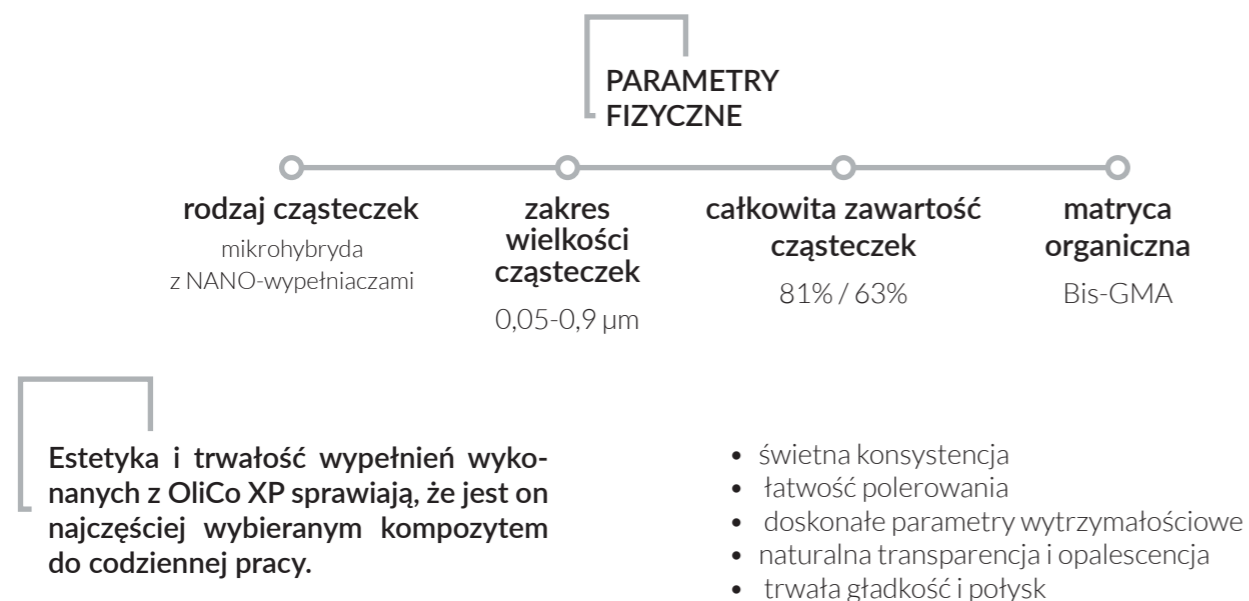 PARAMETRY
FIZYCZNE
rodzaj cząsteczek
mikrohybryda
z NANO-wypełniaczami
zakres
wielkości
cząsteczek
0,05-0,9 µm
całkowita zawartość
cząsteczek
81% / 63%
matryca
organiczna
Bis-GMA
Estetyka i trwałość wypełnień wyko-
nanych z OliCo XP sprawiają, że jest on
najczęściej wybieranym kompozytem
do codziennej pracy.
• świetna konsystencja
• łatwość polerowania
• doskonałe parametry wytrzymałościowe
• naturalna transparencja i opalescencja
• trwała gładkość i połysk